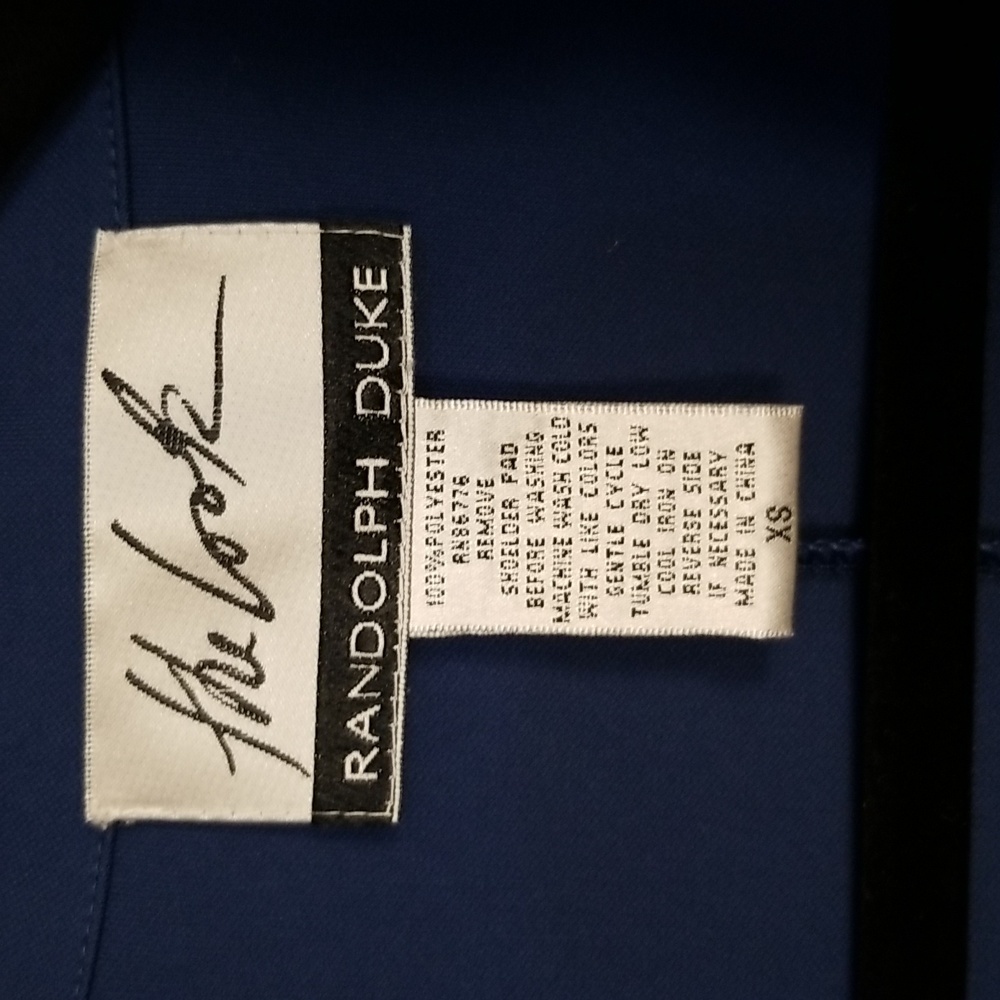 The Look
RANDOLPH DUKE
100% POLYESTER
RN86776
REMOVE
SHOULDER PAD
BEFORE WASHING
MACHINE WASH COLD
WITH LIKE COLORS
GENTLE CYCLE
TUMBLE DRY LOW
COOL IRON ON
REVERSE SIDE
IF NECESSARY
MADE IN CHINA
XS